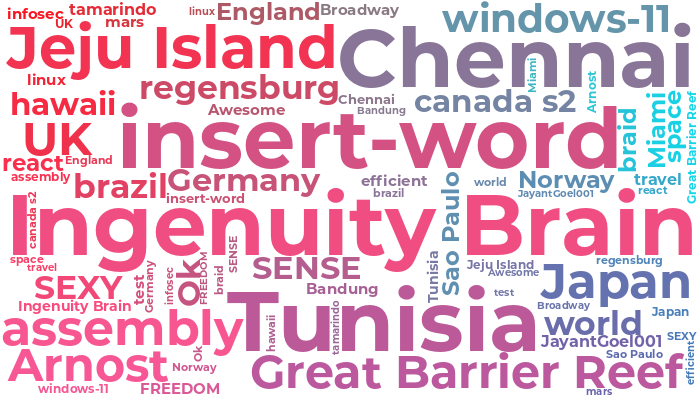 infosec
tamarindo
linux
England
Broadway
windows-11
UK
mars
Jeju Island
Chennai
linux
regensburg
Miami
Arnost
hawaii
Awesome
Chennai
Bandung
canada s2
braid
Miami
space
Great Barrier Reef
UK
insert-word
react
England
assembly
brazil
Germany
efficient
world
Norway
travel
insert-word
brazil
JayantGoel001
react
canada s2
Ingenuity Brain
Sao Paulo
space
travel
SENSE
SENSE
Tunisia
Jeju Island
regensburg
Awesome
SEXY
test
Germany
infosec
Ok
FREEDOM
braid
Bandung
test
Japan
Ingenuity Brain
Tunisia
Broadway
Japan
assembly
hawaii
tamarindo
world
JayantGoel001
SEXY
Arnost
Ok
Norway
Great Barrier Reef
Sao Paulo
efficient
windows-11
FREEDOM
mars